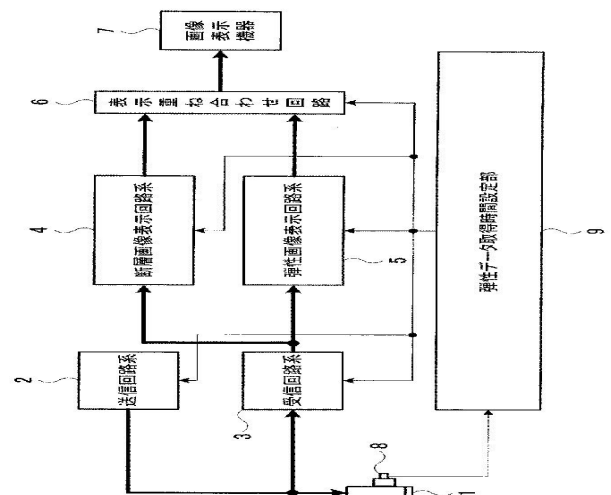 7
画像
表示
機器
6
表示重ね合わせ回路
4
断層画像表示回路系
弾性画像表示回路系
5
2
送信回路系
受信回路系
3
弾性データ取得時間設定部
9
8
1